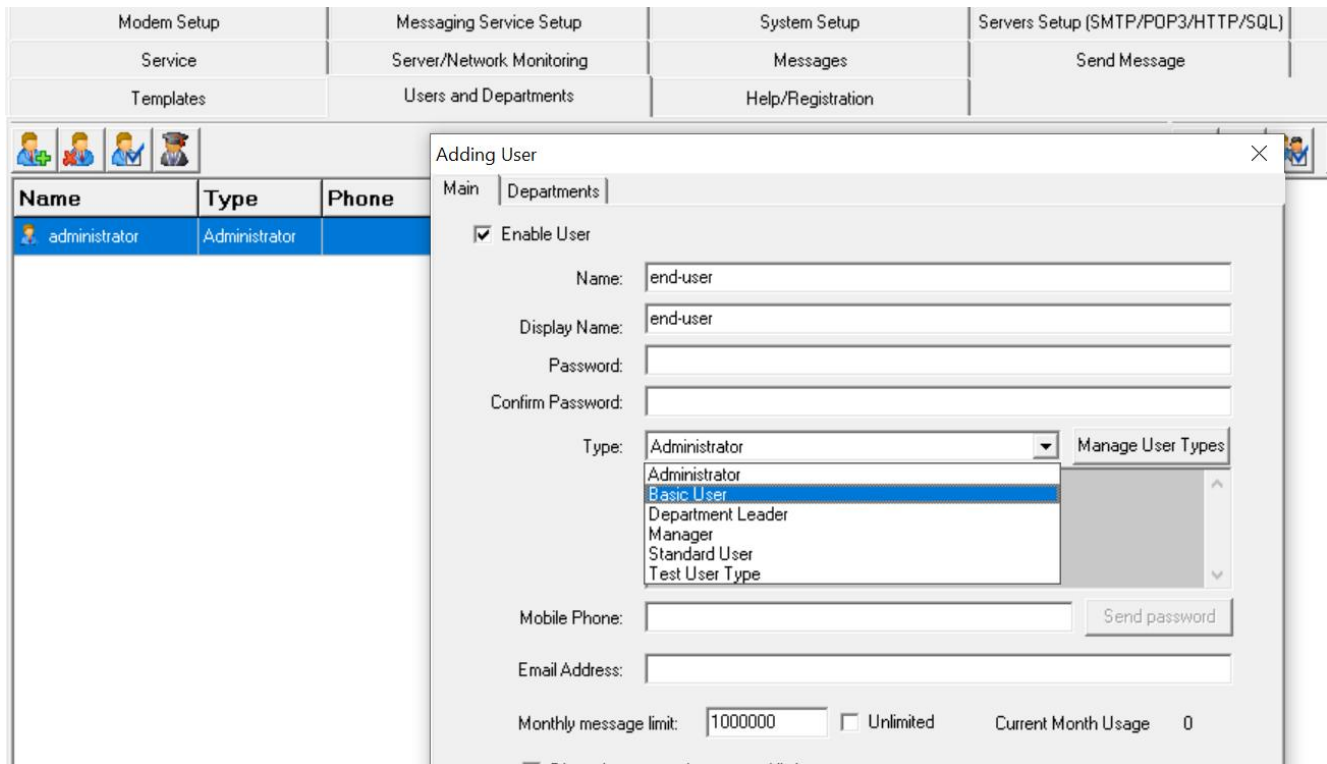 Modem Setup
Messaging Service Setup
System Setup
Servers Setup (SMTP/POP3/HTTP/SQL)
Service
Server/Network Monitoring
Messages
Send Message
Templates
Users and Departments
Help/Registration
Adding User
Main
Departments
Name
Type
Phone
administrator
Administrator
Enable User
Name:
end-user
Display Name:
end-user
Password:
Confirm Password:
Type:
Administrator
Manage User Types
Administrator
Basic User
Department Leader
Manager
Standard User
Test User Type
Mobile Phone:
Send password
Email Address:
Monthly message limit:
1000000
Unlimited
Current Month Usage
0